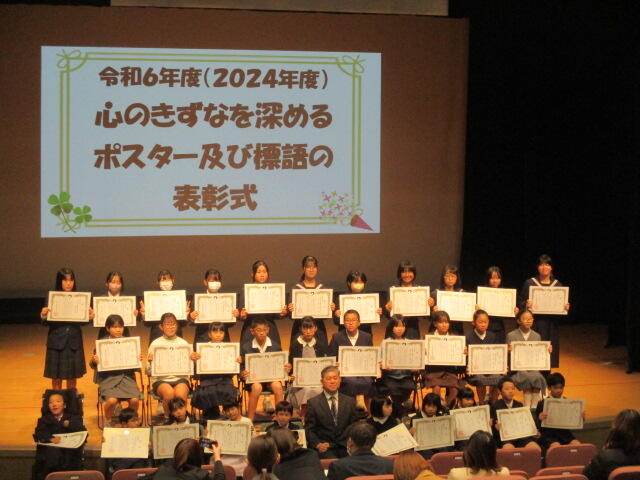 令和6年度(2024年度)
心のきずなを深める
ポスター及び標語の
表彰式